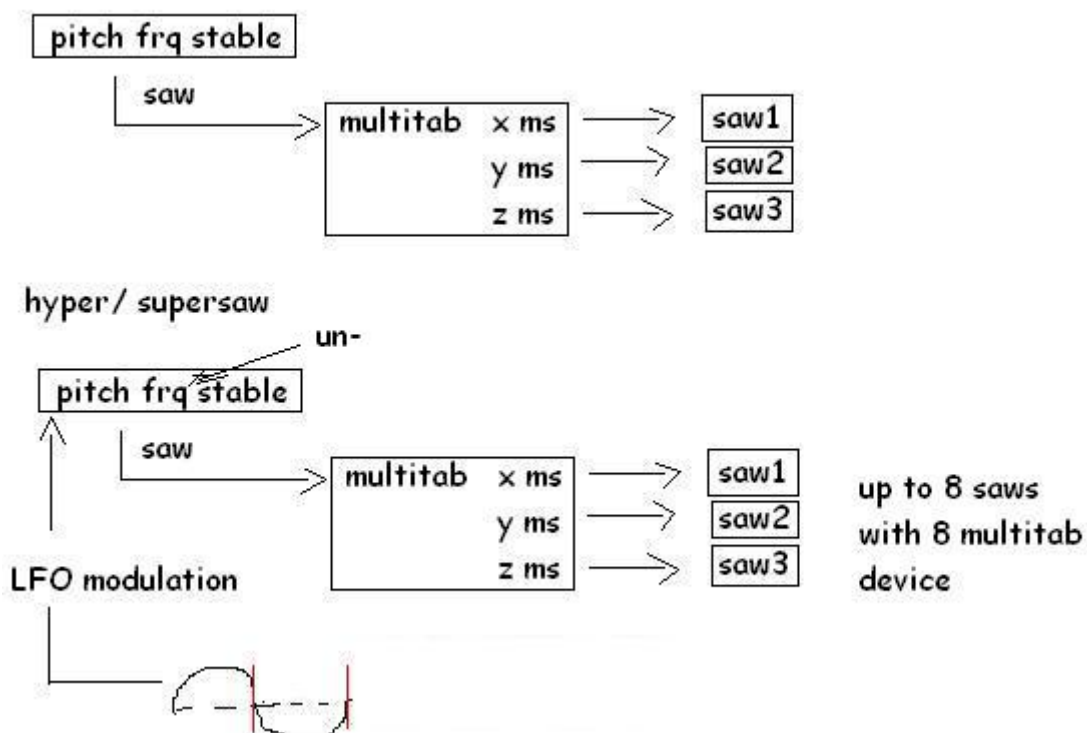 pitch frq stable
saw
multitab x ms
y ms
z ms
saw1
saw2
saw3
hyper/ supersaw
un-
pitch frq stable
saw
multitab x ms
y ms
z ms
saw1
saw2
saw3
up to 8 saws
with 8 multitab
device
LFO modulation